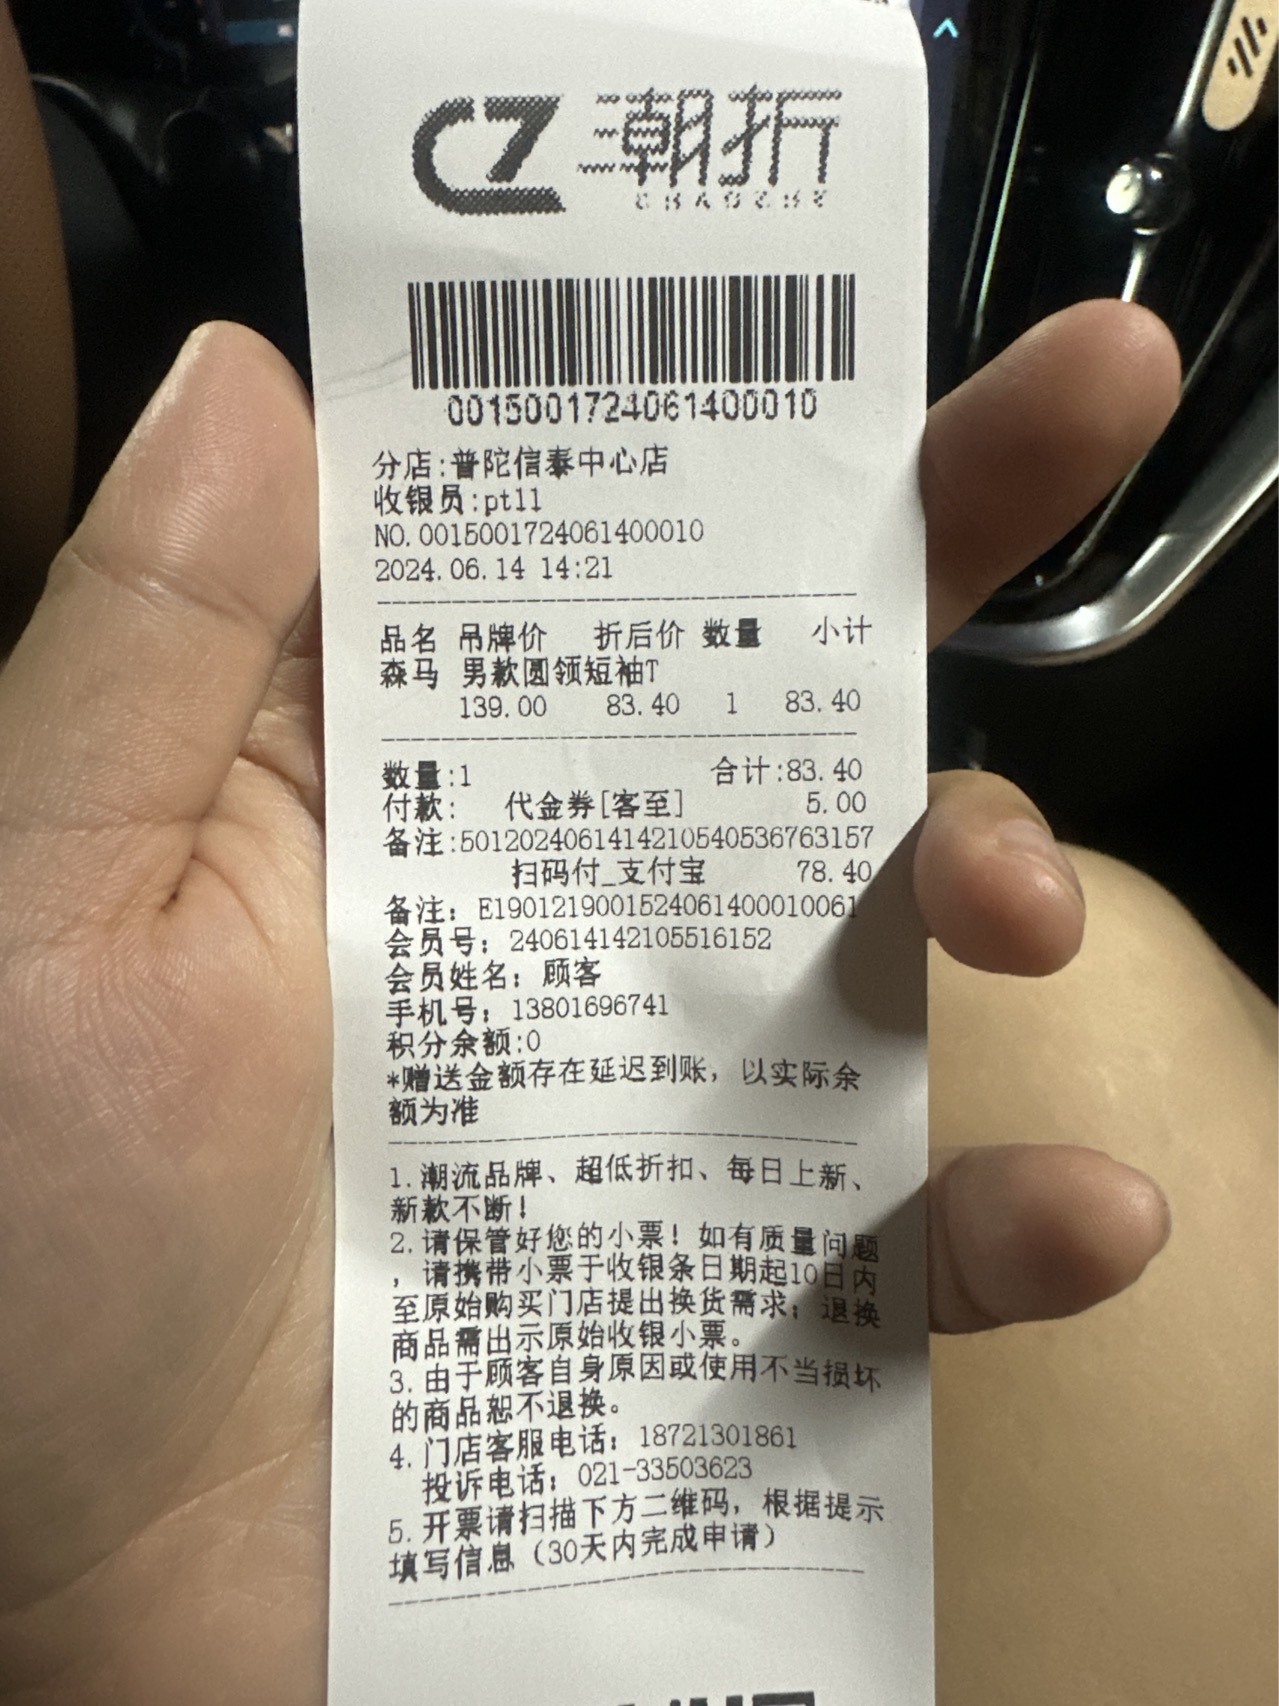 CZ 潮折
CHAOZHE
0015001724061400010
分店:普陀信泰中心店
收银员:pt11
NO.0015001724061400010
2024.06.14 14:21
品名 吊牌价 折后价 数量 小计
森马 男款圆领短袖T
139.00 83.40 1 83.40
数量:1 合计:83.40
付款: 代金券[客至] 5.00
备注:5012024061414210540536763157
扫码付_支付宝 78.40
备注: E1901219001524061400010061
会员号: 240614142105516152
会员姓名: 顾客
手机号: 13801696741
积分余额:0
*赠送金额存在延迟到账，以实际余
额为准
1.潮流品牌、超低折扣、每日上新、
新款不断!
2.请保管好您的小票! 如有质量问题
，请携带小票于收银条日期起10日内
至原始购买门店提出换货需求; 退换
商品需出示原始收银小票。
3.由于顾客自身原因或使用不当损坏
的商品恕不退换。
4.门店客服电话: 18721301861
投诉电话: 021-33503623
5.开票请扫描下方二维码，根据提示
填写信息（30天内完成申请）